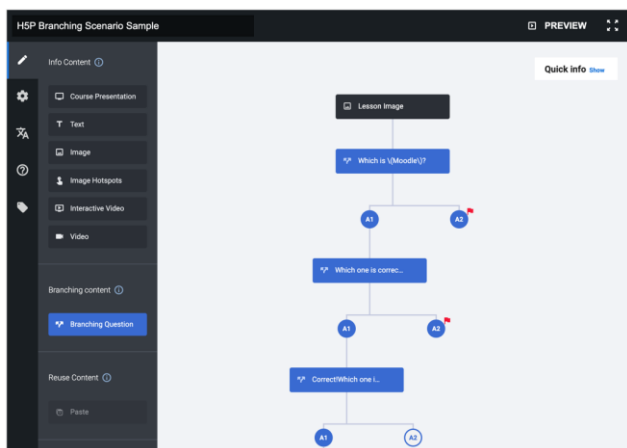 H5P Branching Scenario Sample
PREVIEW
Info Content
Course Presentation
Text
Image
Image Hotspots
Interactive Video
Video
Branching content
Branching Question
Reuse Content
Paste
Quick info Show
Lesson Image
Which is \(Moodle\)?
A1 A2
Which one is correc...
A1 A2
Correct!Which one i...
A1 A2